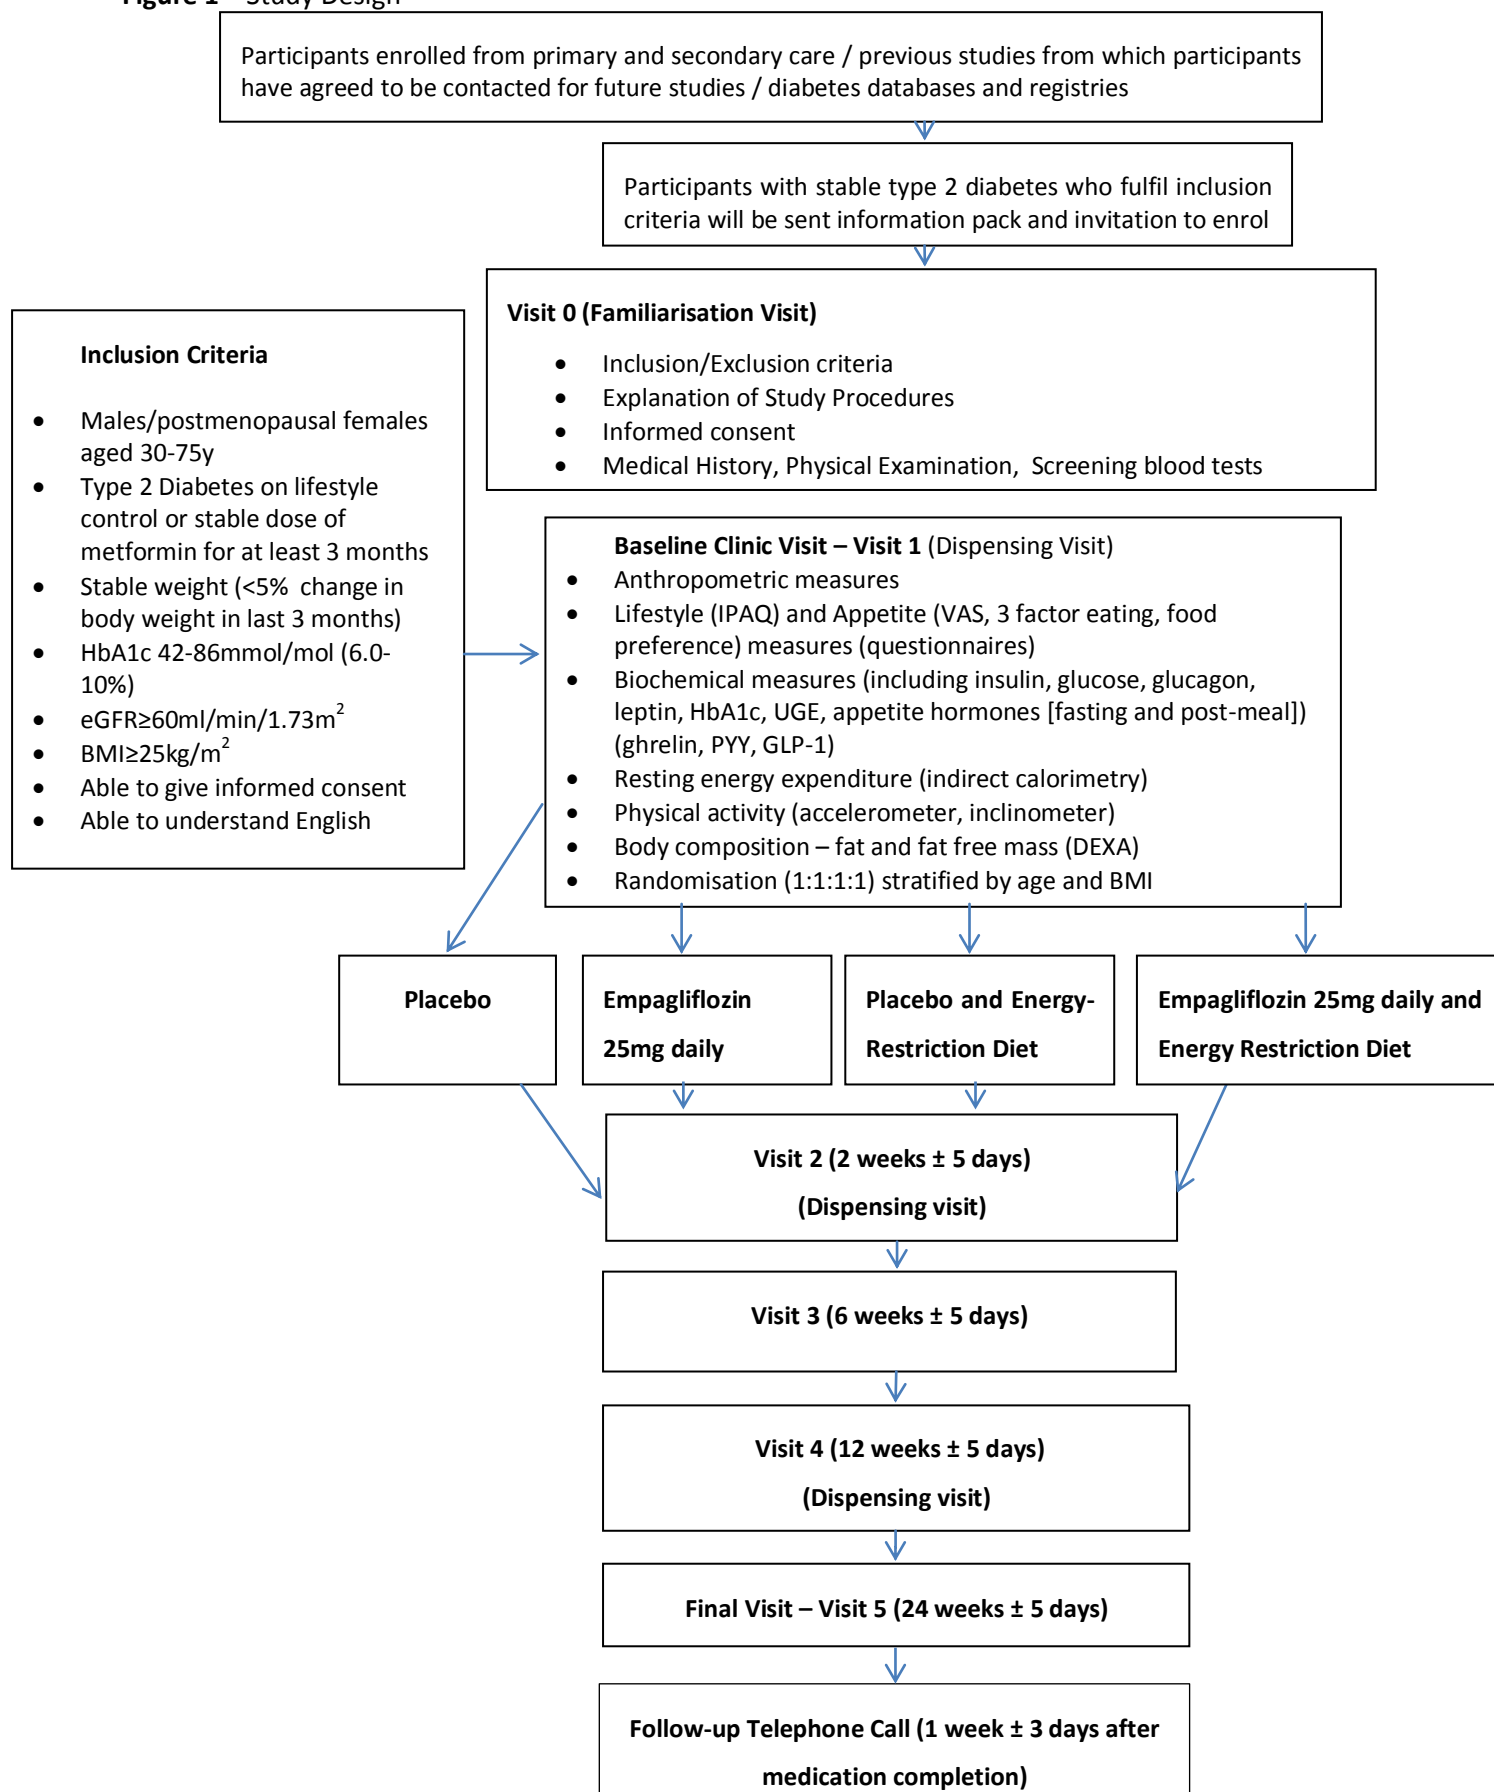 Figure 1 Study Design
Participants enrolled from primary and secondary care / previous studies from which participants
have agreed to be contacted for future studies / diabetes databases and registries
Participants with stable type 2 diabetes who fulfil inclusion
criteria will be sent information pack and invitation to enrol
Visit 0 (Familiarisation Visit)
• Inclusion/Exclusion criteria
• Explanation of Study Procedures
• Informed consent
• Medical History, Physical Examination, Screening blood tests
Inclusion Criteria
• Males/postmenopausal females
aged 30-75y
• Type 2 Diabetes on lifestyle
control or stable dose of
metformin for at least 3 months
• Stable weight (<5% change in
body weight in last 3 months)
• HbA1c 42-86mmol/mol (6.0-
10%)
• eGFR≥60ml/min/1.73m²
• BMI≥25kg/m²
• Able to give informed consent
• Able to understand English
Baseline Clinic Visit – Visit 1 (Dispensing Visit)
• Anthropometric measures
• Lifestyle (IPAQ) and Appetite (VAS, 3 factor eating, food
preference) measures (questionnaires)
• Biochemical measures (including insulin, glucose, glucagon,
leptin, HbA1c, UGE, appetite hormones [fasting and post-meal])
(ghrelin, PYY, GLP-1)
• Resting energy expenditure (indirect calorimetry)
• Physical activity (accelerometer, inclinometer)
• Body composition – fat and fat free mass (DEXA)
• Randomisation (1:1:1:1) stratified by age and BMI
Placebo
Empagliflozin
25mg daily
Placebo and Energy-
Restriction Diet
Empagliflozin 25mg daily and
Energy Restriction Diet
Visit 2 (2 weeks ± 5 days)
(Dispensing visit)
Visit 3 (6 weeks ± 5 days)
Visit 4 (12 weeks ± 5 days)
(Dispensing visit)
Final Visit – Visit 5 (24 weeks ± 5 days)
Follow-up Telephone Call (1 week ± 3 days after
medication completion)